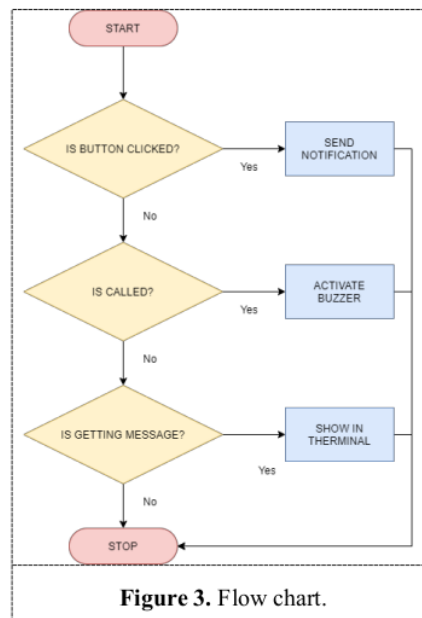 START
IS BUTTON CLICKED?
Yes
SEND
NOTIFICATION
No
IS CALLED?
Yes
ACTIVATE
BUZZER
No
IS GETTING MESSAGE?
Yes
SHOW IN
THERMINAL
No
STOP
Figure 3. Flow chart.